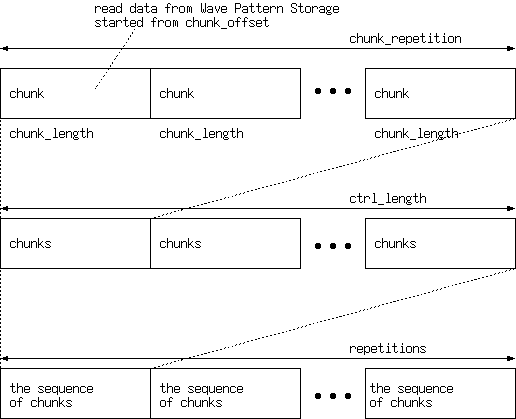 read data from Wave Pattern Storage
started from chunk_offset
chunk_repetition
chunk chunk chunk
chunk_length chunk_length chunk_length
ctrl_length
chunks chunks chunks
repetitions
the sequence the sequence the sequence
of chunks of chunks of chunks